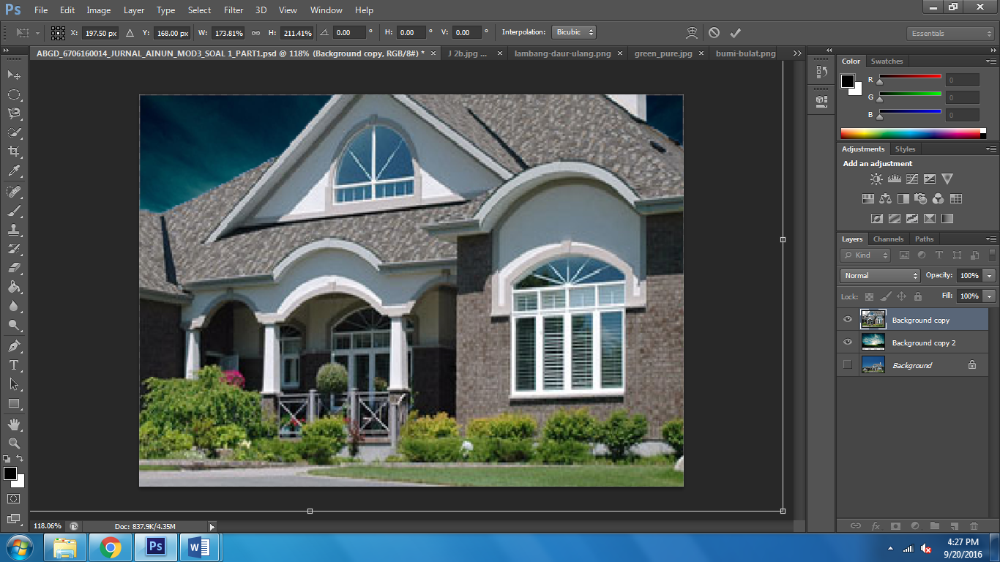 Ps File Edit Image Layer Type Select Filter 3D View Window Help
X: 197.50 px Y: 168.00 px W: 173.81% H: 211.41% 0.00 ° H: 0.00 ° V: 0.00 ° Interpolation: Bicubic Essentials
ABGD_6706160014_JURNAL_AINUN_MOD3_SOAL 1_PART1.psd @ 118% (Background copy, RGB/8#) * × J 2b.jpg ... × lambang-daur-ulang.png × green_pure.jpg × bumi-bulat.png
Color Swatches
R 0
G 0
B 0
Adjustments Styles
Add an adjustment
Layers Channels Paths
Kind
Normal Opacity: 100%
Lock: Fill: 100%
Background copy
Background copy 2
Background
118.06% Doc: 837.9K/4.35M
Ps W 4:27 PM
9/20/2016